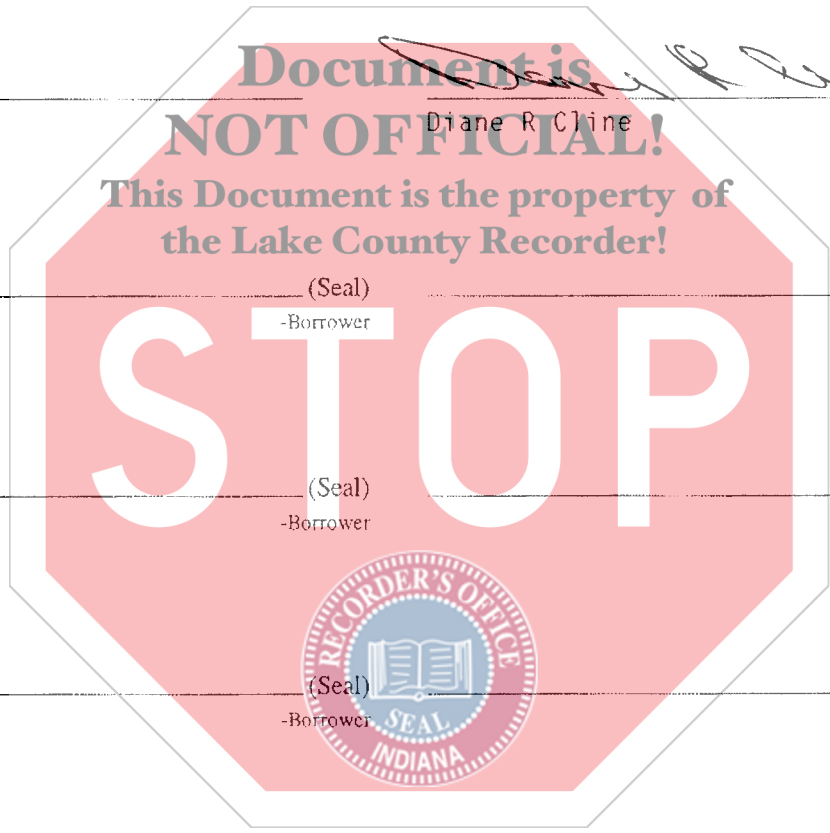 Document is
NOT OFFICIAL!
Diane R Cline
This Document is the property of
the Lake County Recorder!
(Seal)
-Borrower
STOP
(Seal)
-Borrower
RECORDER'S OFFICE
(Seal)
-Borrower
SEAL
INDIANA